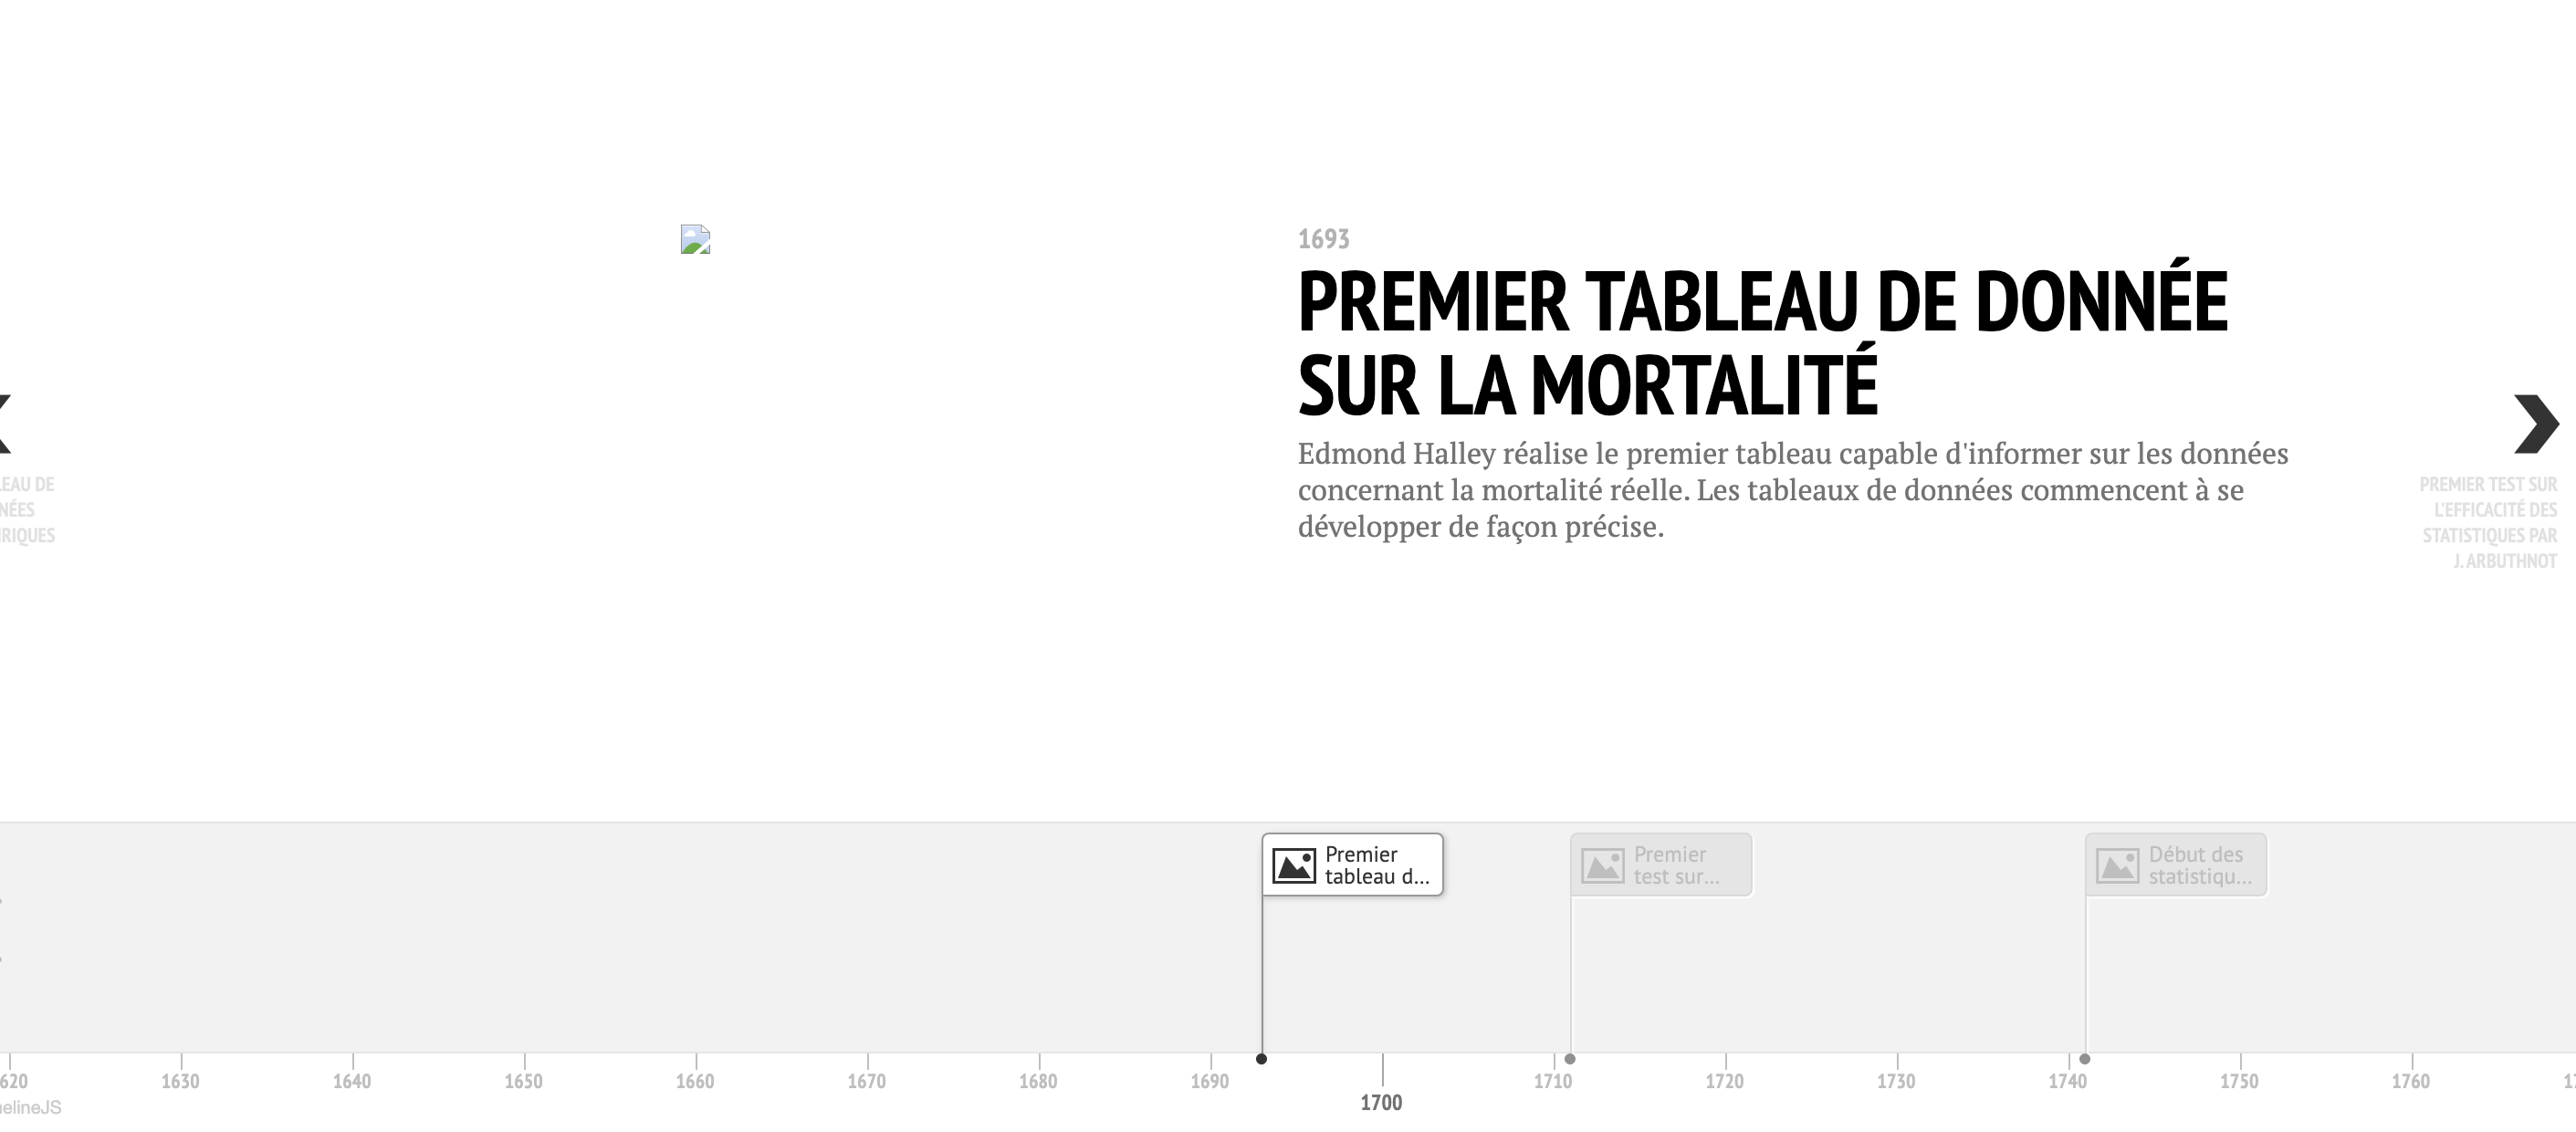 1693
PREMIER TABLEAU DE DONNÉE
SUR LA MORTALITÉ
Edmond Halley réalise le premier tableau capable d'informer sur les données
concernant la mortalité réelle. Les tableaux de données commencent à se
développer de façon précise.
EAU DE
NÉES
RIQUES
PREMIER TEST SUR
L'EFFICACITÉ DES
STATISTIQUES PAR
J. ARBUTHNOT
Premier
tableau d...
Premier
test sur...
Début des
statistiqu...
620 1630 1640 1650 1660 1670 1680 1690 1700 1710 1720 1730 1740 1750 1760
elineJS